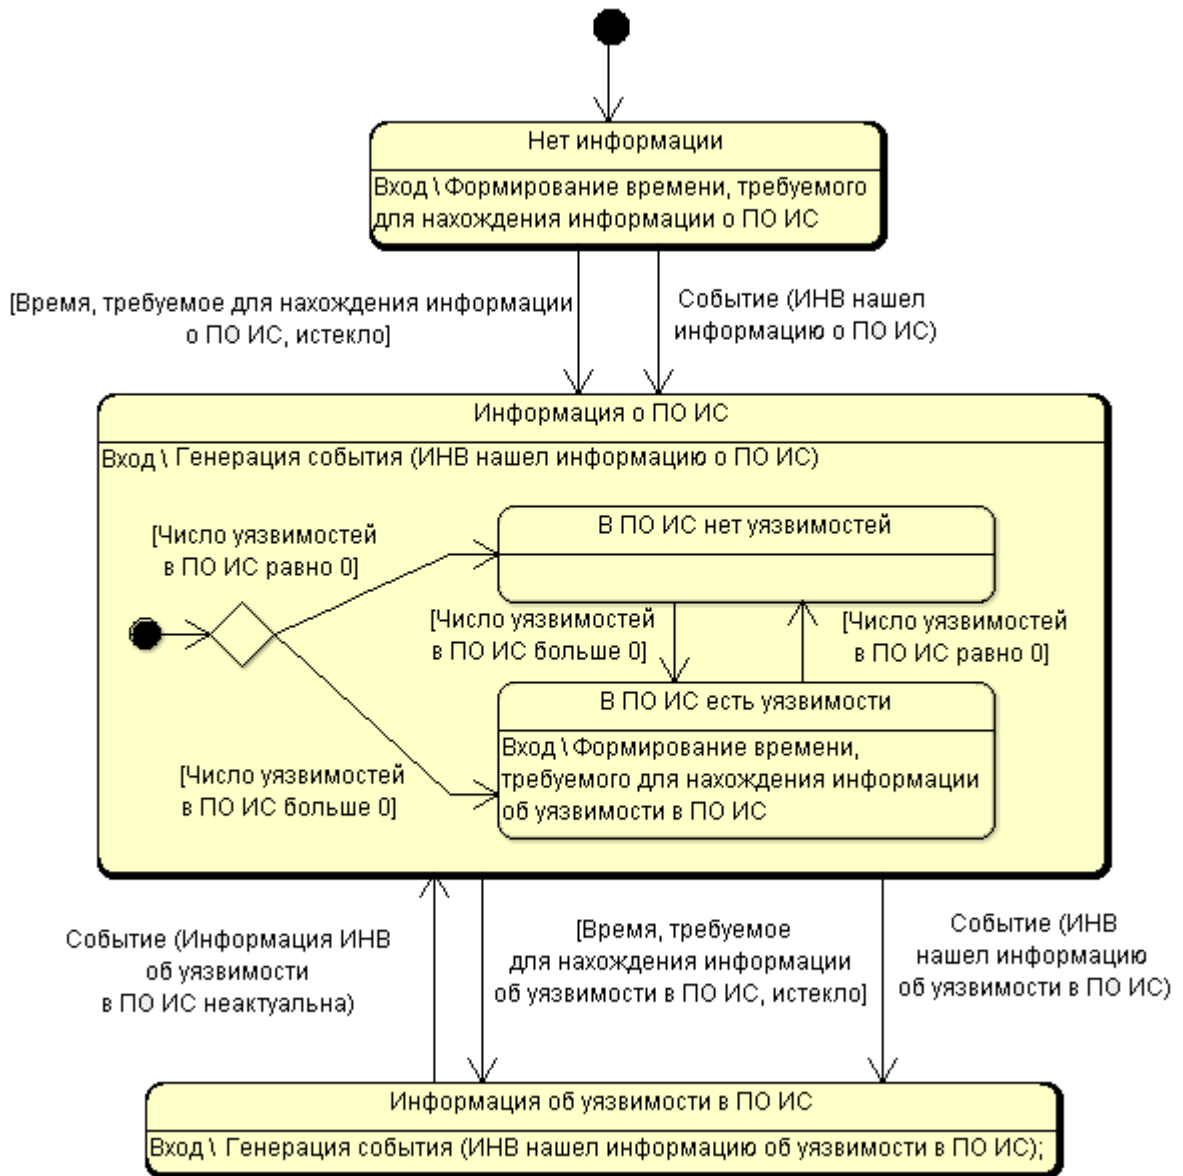 Нет информации
Вход \ Формирование времени, требуемого
для нахождения информации о ПО ИС
[Время, требуемое для нахождения информации
о ПО ИС, истекло]
Событие (ИНВ нашел
информацию о ПО ИС)
Информация о ПО ИС
Вход \ Генерация события (ИНВ нашел информацию о ПО ИС)
[Число уязвимостей
в ПО ИС равно 0]
В ПО ИС нет уязвимостей
[Число уязвимостей
в ПО ИС больше 0]
[Число уязвимостей
в ПО ИС равно 0]
В ПО ИС есть уязвимости
Вход \ Формирование времени,
требуемого для нахождения информации
об уязвимости в ПО ИС
[Число уязвимостей
в ПО ИС больше 0]
Событие (Информация ИНВ
об уязвимости
в ПО ИС неактуальна)
[Время, требуемое
для нахождения информации
об уязвимости в ПО ИС, истекло]
Событие (ИНВ
нашел информацию
об уязвимости в ПО ИС)
Информация об уязвимости в ПО ИС
Вход \ Генерация события (ИНВ нашел информацию об уязвимости в ПО ИС);